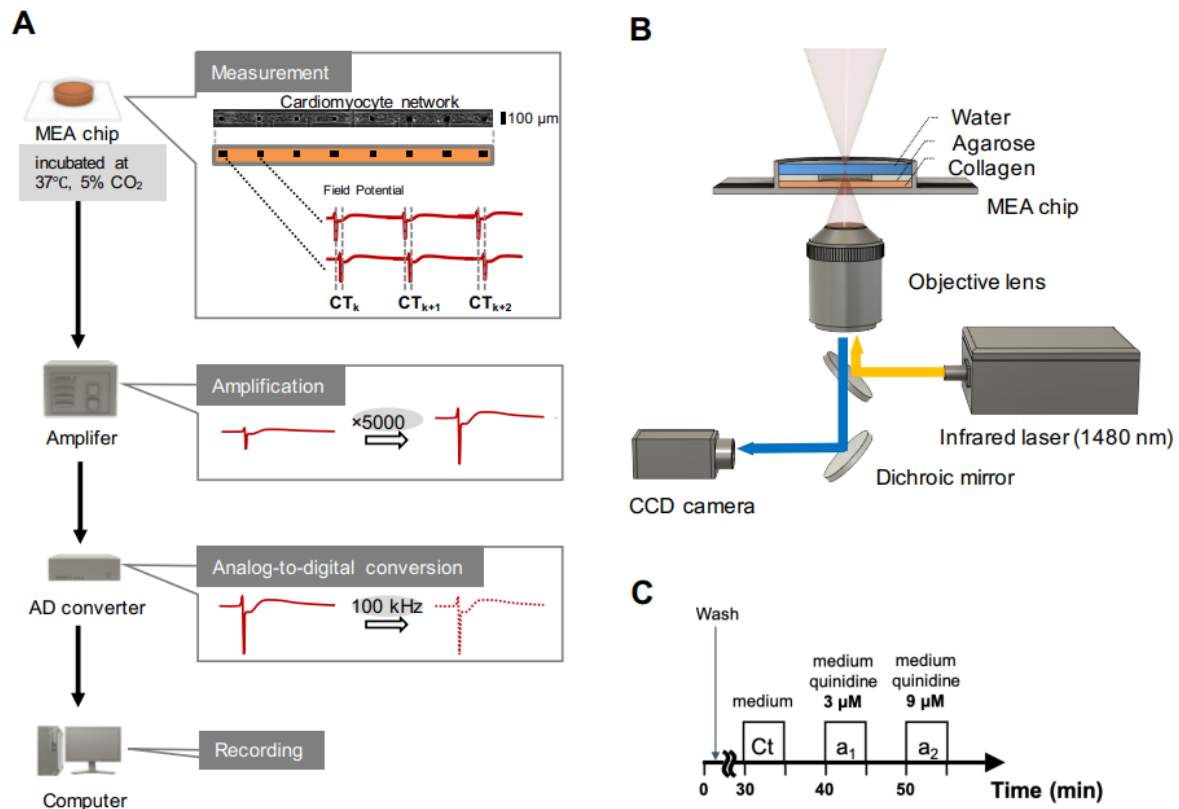 A
Measurement
Cardiomyocyte network
100 µm
MEA chip
incubated at
37℃, 5% CO₂
Field Potential
CTₖ
CTₖ₊₁
CTₖ₊₂
Amplification
×5000
Amplifer
Analog-to-digital conversion
100 kHz
AD converter
Recording
Computer
B
Water
Agarose
Collagen
MEA chip
Objective lens
Infrared laser (1480 nm)
Dichroic mirror
CCD camera
C
Wash
medium
medium
quinidine
3 µM
medium
quinidine
9 µM
Ct
a₁
a₂
0
30
40
50
Time (min)